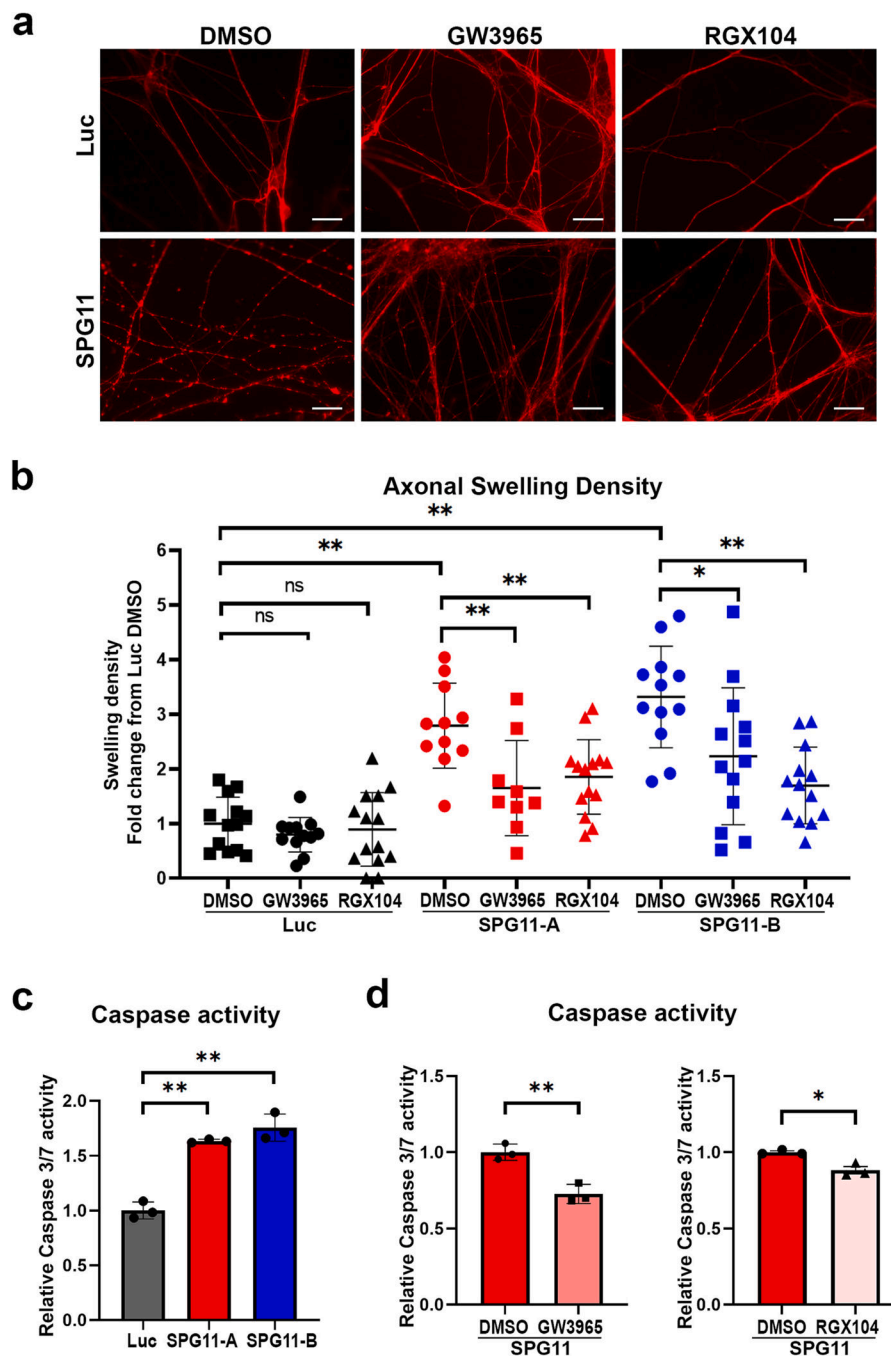 a
DMSO GW3965 RGX104
Luc
SPG11
b
Axonal Swelling Density
Swelling density
Fold change from Luc DMSO
6
5
4
3
2
1
0
ns
ns
**
**
**
**
*
**
DMSO GW3965 RGX104 DMSO GW3965 RGX104 DMSO GW3965 RGX104
Luc SPG11-A SPG11-B
c
Caspase activity
Relative Caspase 3/7 activity
2.0
1.5
1.0
0.0
**
**
Luc SPG11-A SPG11-B
d
Caspase activity
Relative Caspase 3/7 activity
1.5
1.0
0.5
0.0
**
DMSO GW3965
SPG11
Relative Caspase 3/7 activity
1.5
1.0
0.5
0.0
*
DMSO RGX104
SPG11